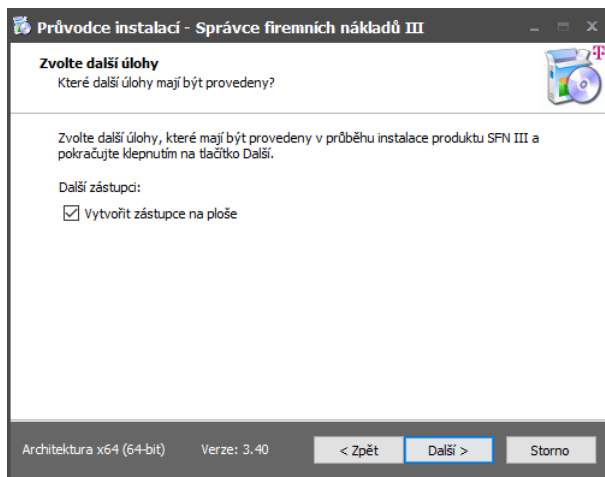 Průvodce instalací - Správce firemních nákladů III
Zvolte další úlohy
Které další úlohy mají být provedeny?
T
Zvolte další úlohy, které mají být provedeny v průběhu instalace produktu SFN III a
pokračujte klepnutím na tlačítko Další.
Další zástupci:
Vytvořit zástupce na ploše
Architektura x64 (64-bit) Verze: 3.40 < Zpět Další > Storno